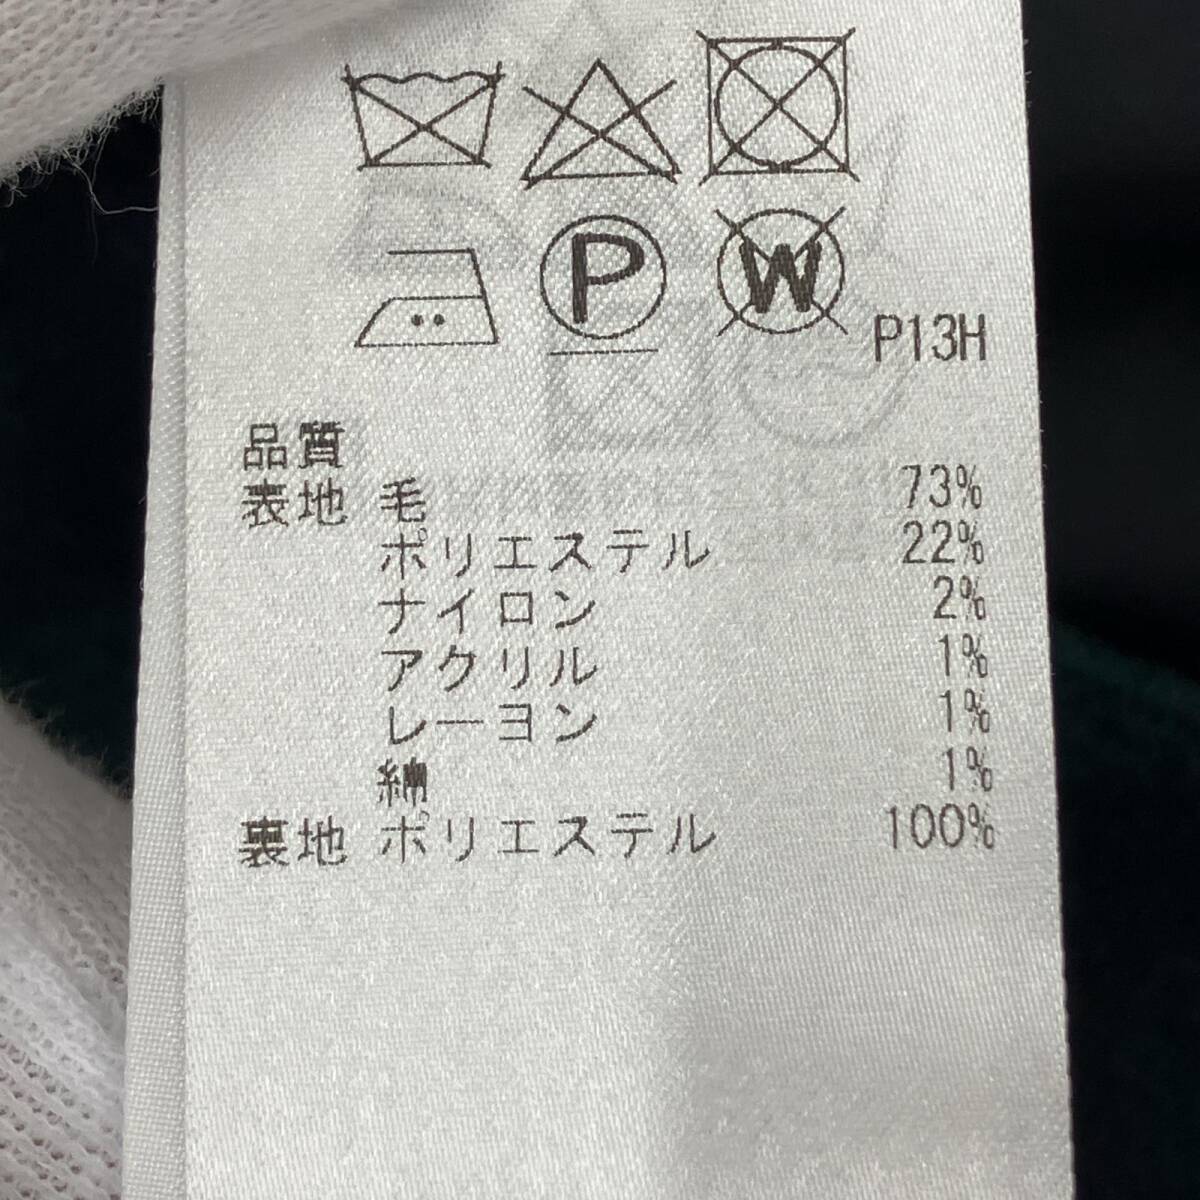 P W P13H
品質
表地 毛 73%
ポリエステル 22%
ナイロン 2%
アクリル 1%
レーヨン 1%
綿 1%
裏地 ポリエステル 100%